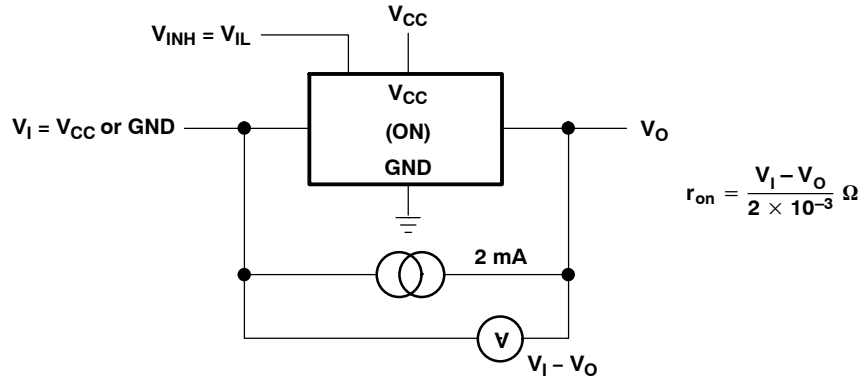 V_CC
V_INH = V_IL
V_CC
V_I = V_CC or GND
(ON)
V_O
GND
r_on = (V_I – V_O) / (2 × 10^–3) Ω
2 mA
V
V_I – V_O